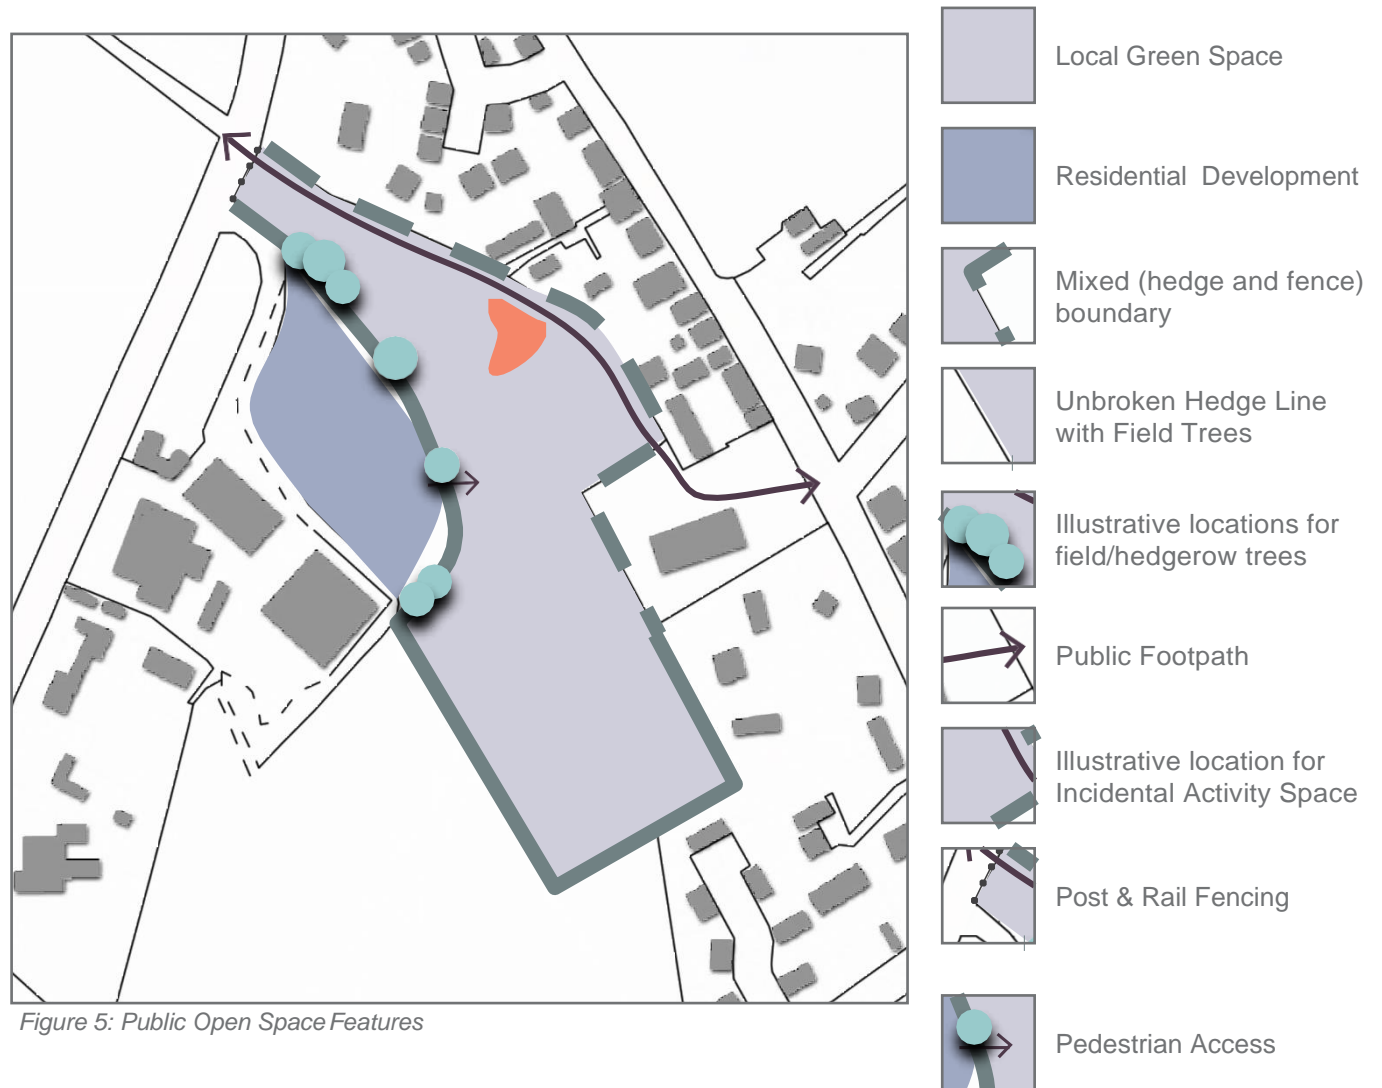 Local Green Space
Residential Development
Mixed (hedge and fence)
boundary
Unbroken Hedge Line
with Field Trees
Illustrative locations for
field/hedgerow trees
Public Footpath
Illustrative location for
Incidental Activity Space
Post & Rail Fencing
Pedestrian Access
Figure 5: Public Open Space Features